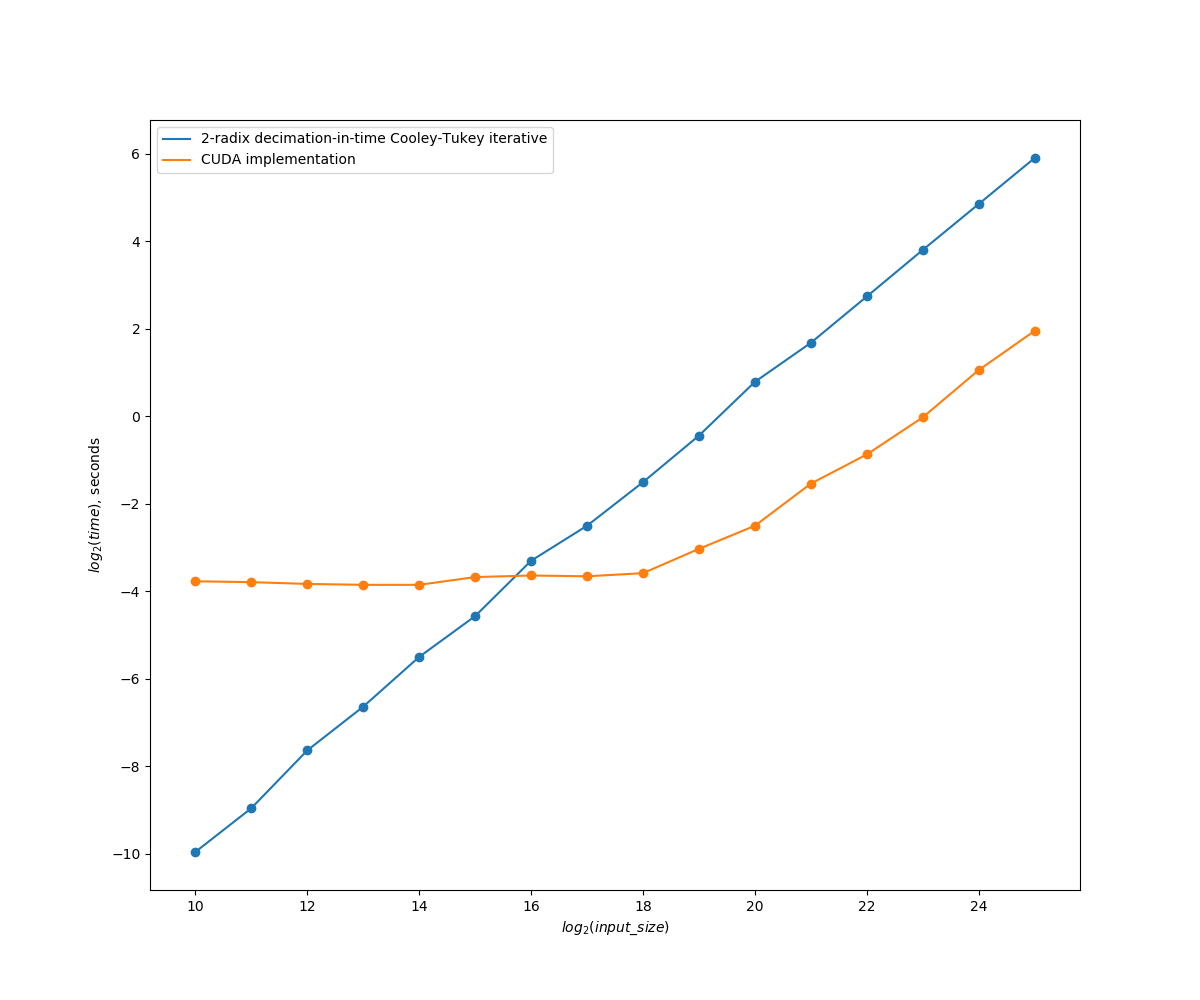 2-radix decimation-in-time Cooley-Tukey iterative
CUDA implementation
6
4
2
0
−2
−4
−6
−8
−10
log₂(time), seconds
10 12 14 16 18 20 22 24
log₂(input_size)